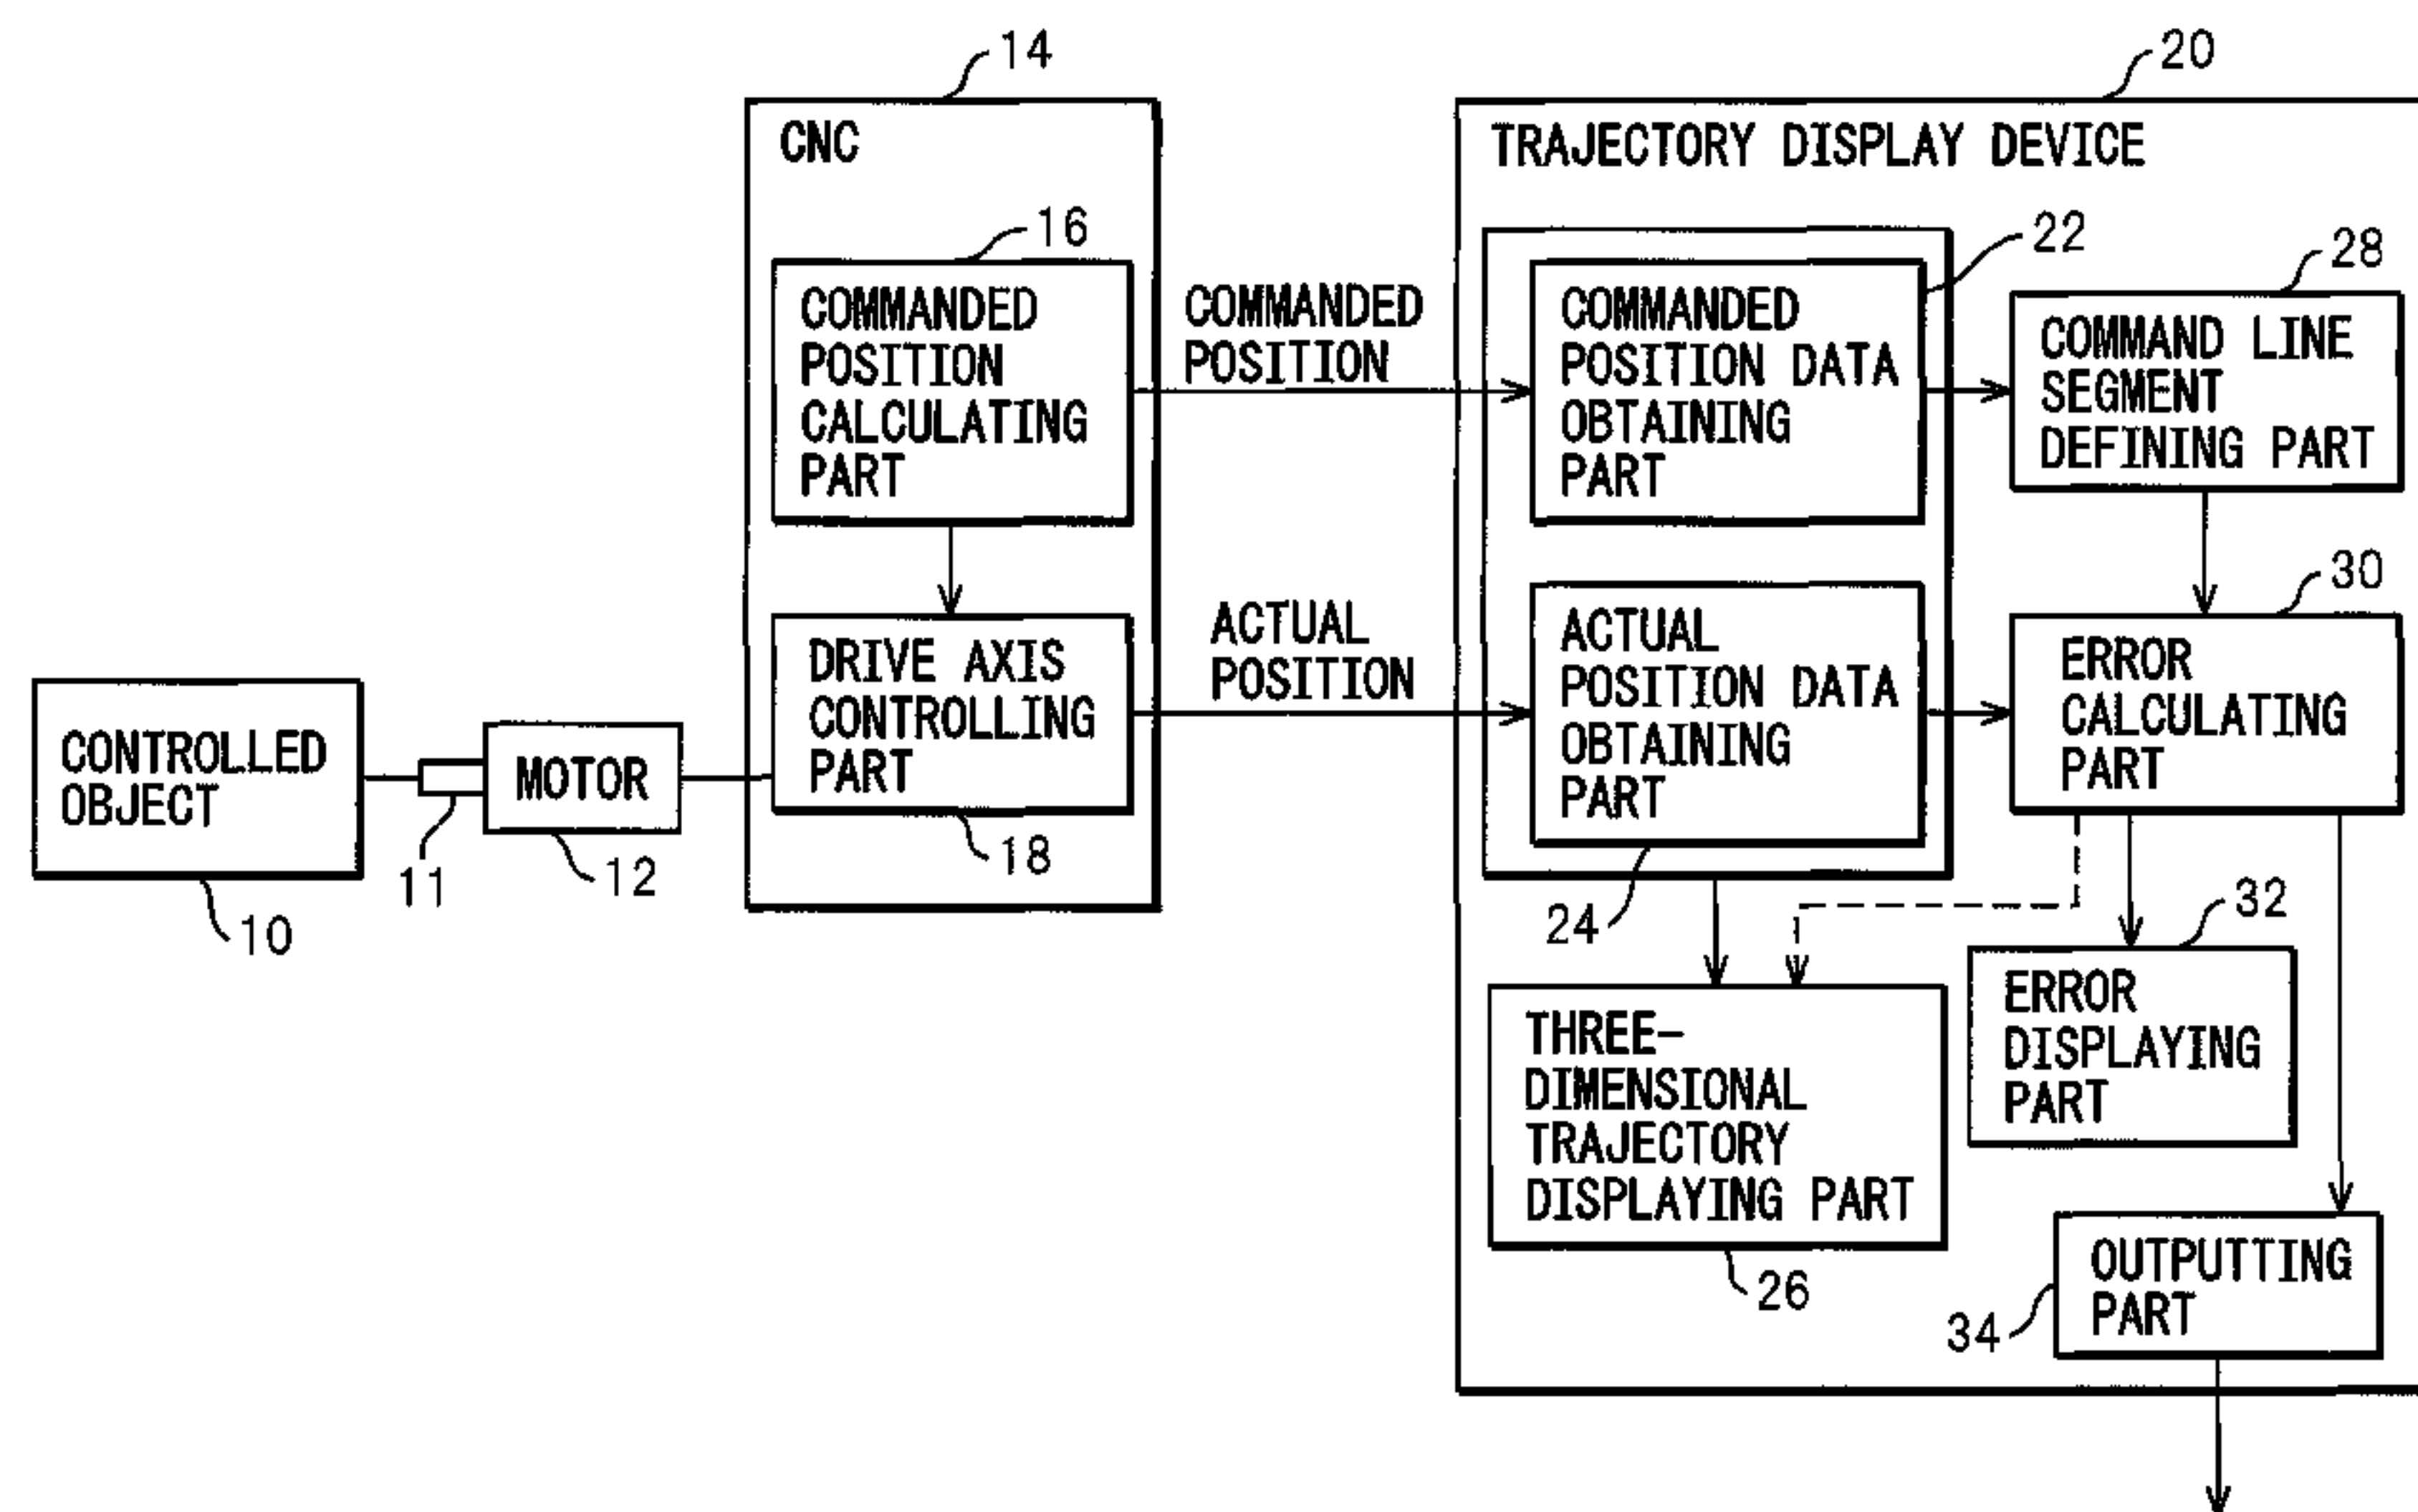 14
CNC
16
COMMANDED
POSITION
CALCULATING
PART
DRIVE AXIS
CONTROLLING
PART
18
CONTROLLED
OBJECT
10
11
MOTOR
12
COMMANDED
POSITION
ACTUAL
POSITION
20
TRAJECTORY DISPLAY DEVICE
22
COMMANDED
POSITION DATA
OBTAINING
PART
28
COMMAND LINE
SEGMENT
DEFINING PART
ACTUAL
POSITION DATA
OBTAINING
PART
24
30
ERROR
CALCULATING
PART
THREE-
DIMENSIONAL
TRAJECTORY
DISPLAYING PART
26
32
ERROR
DISPLAYING
PART
OUTPUTTING
PART
34